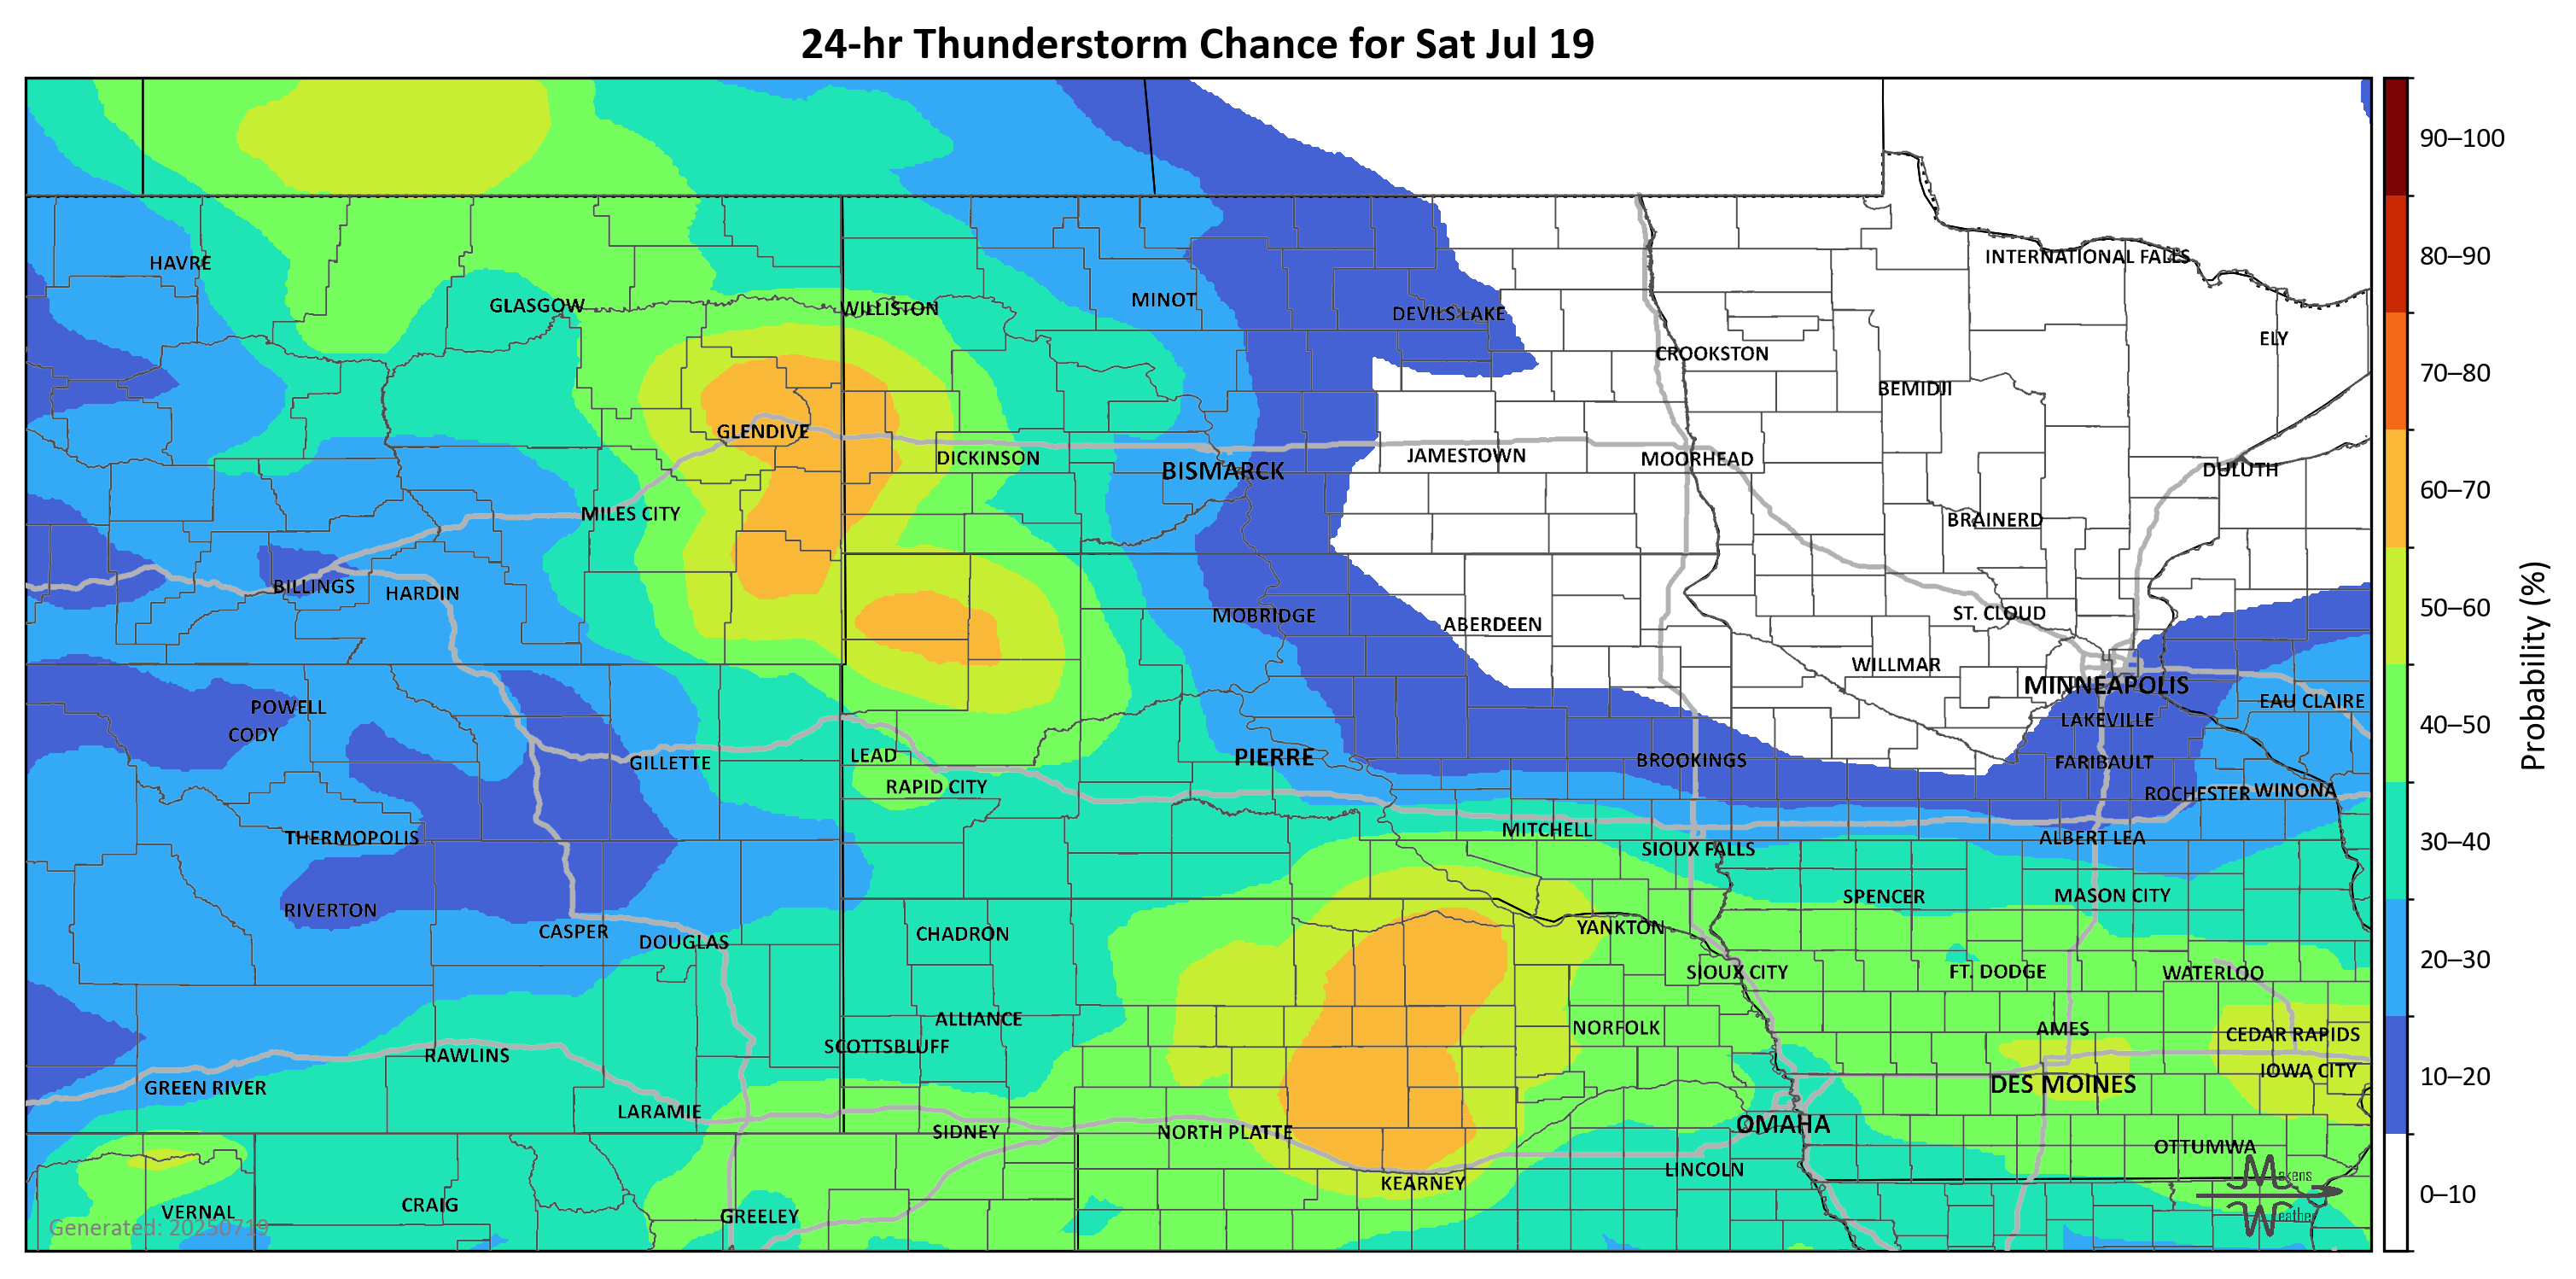 24-hr Thunderstorm Chance for Sat Jul 19
90–100
INTERNATIONAL FALLS
80–90
HAVRE
MINOT
GLASGOW
WILLISTON
DEVILS LAKE
ELY
CROOKSTON
70–80
BEMIDJI
GLENDIVE
DICKINSON
BISMARCK
JAMESTOWN
MOORHEAD
DULUTH
60–70
MILES CITY
BRAINERD
BILLINGS
HARDIN
MOBRIDGE
ABERDEEN
ST. CLOUD
50–60
WILLMAR
MINNEAPOLIS
Probability (%)
POWELL
EAU CLAIRE
CODY
LAKEVILLE
40–50
GILLETTE
LEAD
PIERRE
BROOKINGS
FARIBAULT
RAPID CITY
ROCHESTER
WINONA
THERMOPOLIS
MITCHELL
ALBERT LEA
30–40
SIOUX FALLS
RIVERTON
SPENCER
MASON CITY
CASPER
DOUGLAS
CHADRON
YANKTON
20–30
SIOUX CITY
FT. DODGE
WATERLOO
ALLIANCE
NORFOLK
AMES
CEDAR RAPIDS
SCOTTSBLUFF
RAWLINS
IOWA CITY
10–20
GREEN RIVER
DES MOINES
LARAMIE
SIDNEY
NORTH PLATTE
OMAHA
OTTUMWA
LINCOLN
KEARNEY
Makens
0–10
VERNAL
CRAIG
GREELEY
Weather
Generated: 20250719